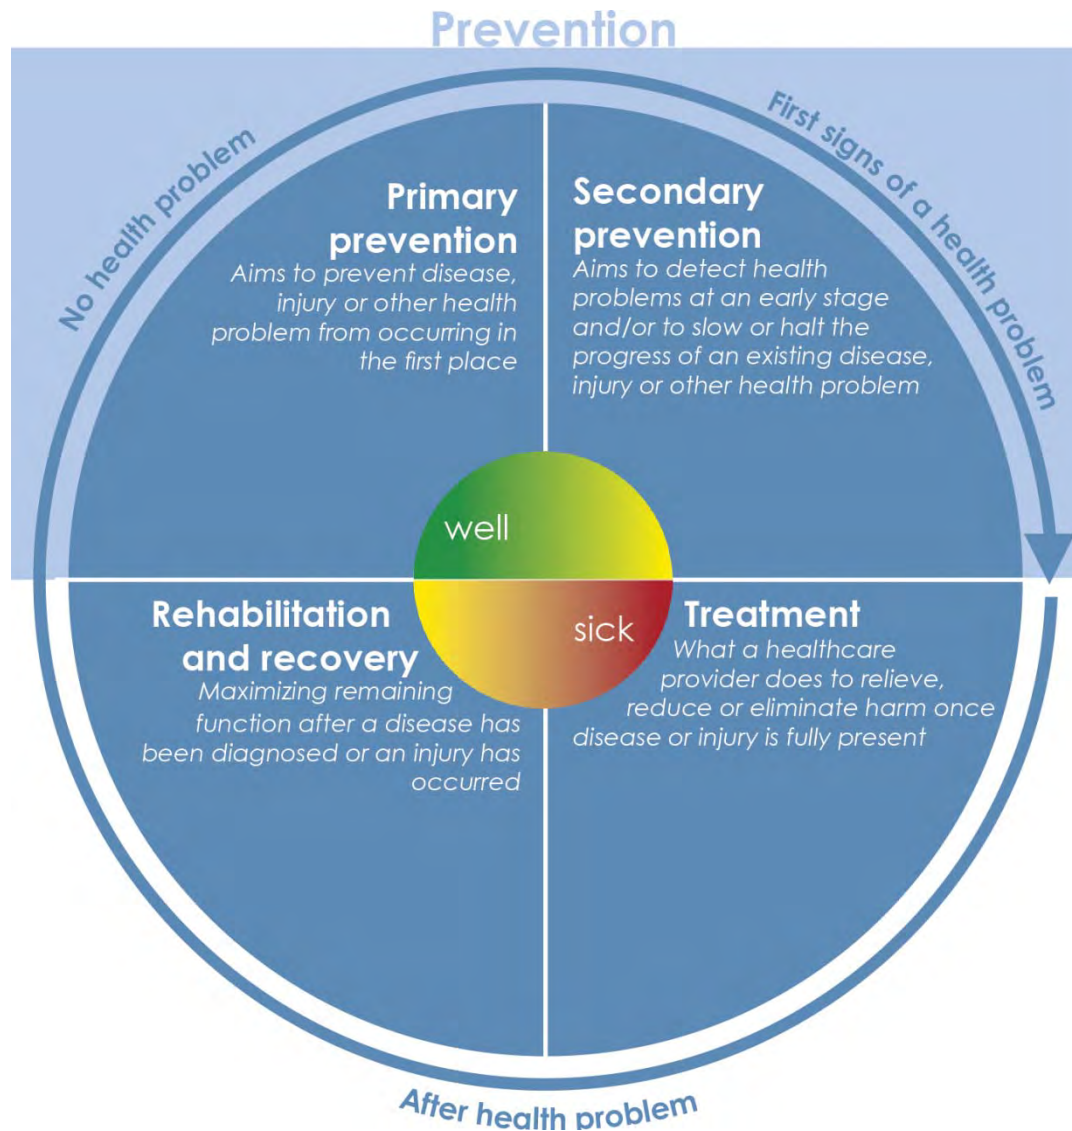 Prevention
No health problem
First signs of a health problem
Primary
prevention
Aims to prevent disease,
injury or other health
problem from occurring in
the first place
Secondary
prevention
Aims to detect health
problems at an early stage
and/or to slow or halt the
progress of an existing disease,
injury or other health problem
well
sick
Rehabilitation
and recovery
Maximizing remaining
function after a disease has
been diagnosed or an injury has
occurred
Treatment
What a healthcare
provider does to relieve,
reduce or eliminate harm once
disease or injury is fully present
After health problem